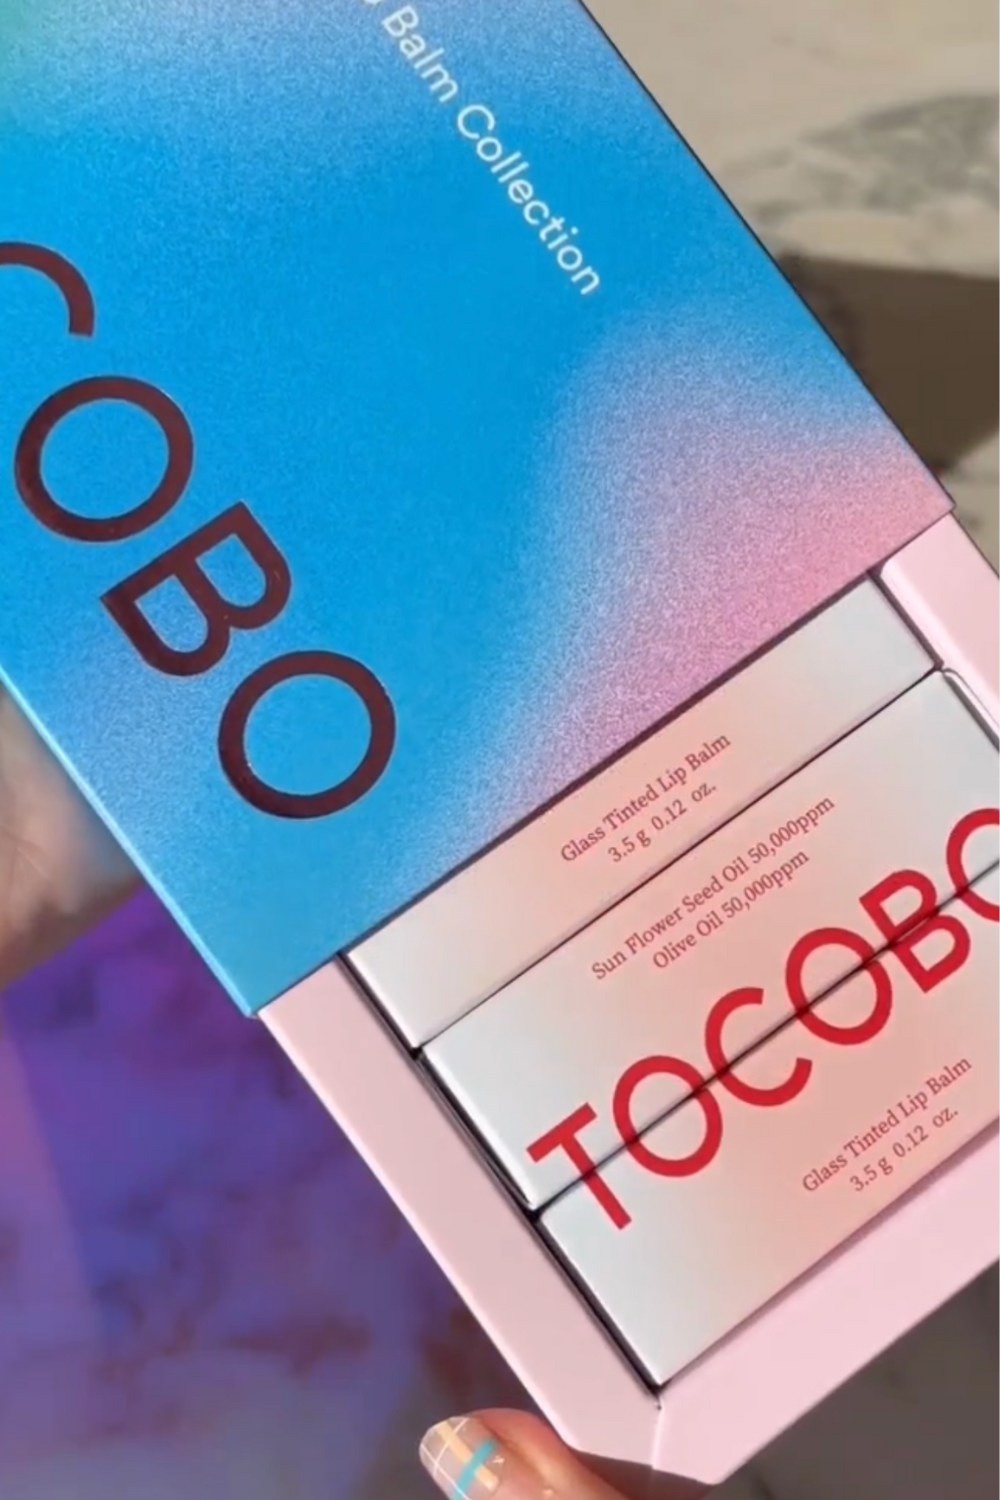 Balm Collection
COBO
Glass Tinted Lip Balm
3.5 g 0.12 oz.
Sun Flower Seed Oil 50,000ppm
Olive Oil 50,000ppm
TOCOBO
Glass Tinted Lip Balm
3.5 g 0.12 oz.